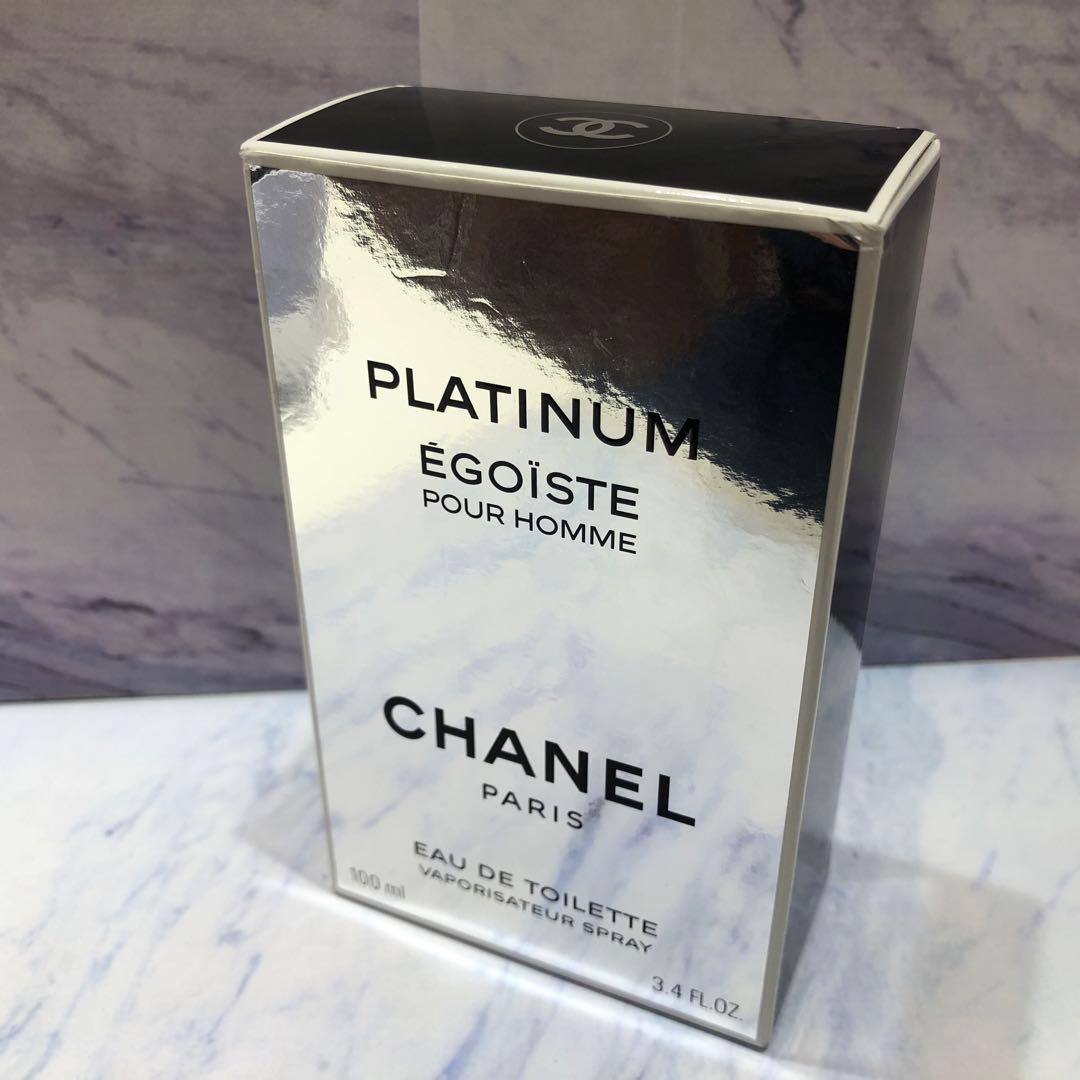 PLATINUM
ÉGOÏSTE
POUR HOMME
CHANEL
PARIS
EAU DE TOILETTE
VAPORISATEUR SPRAY
100 ml
3.4 FL.OZ.